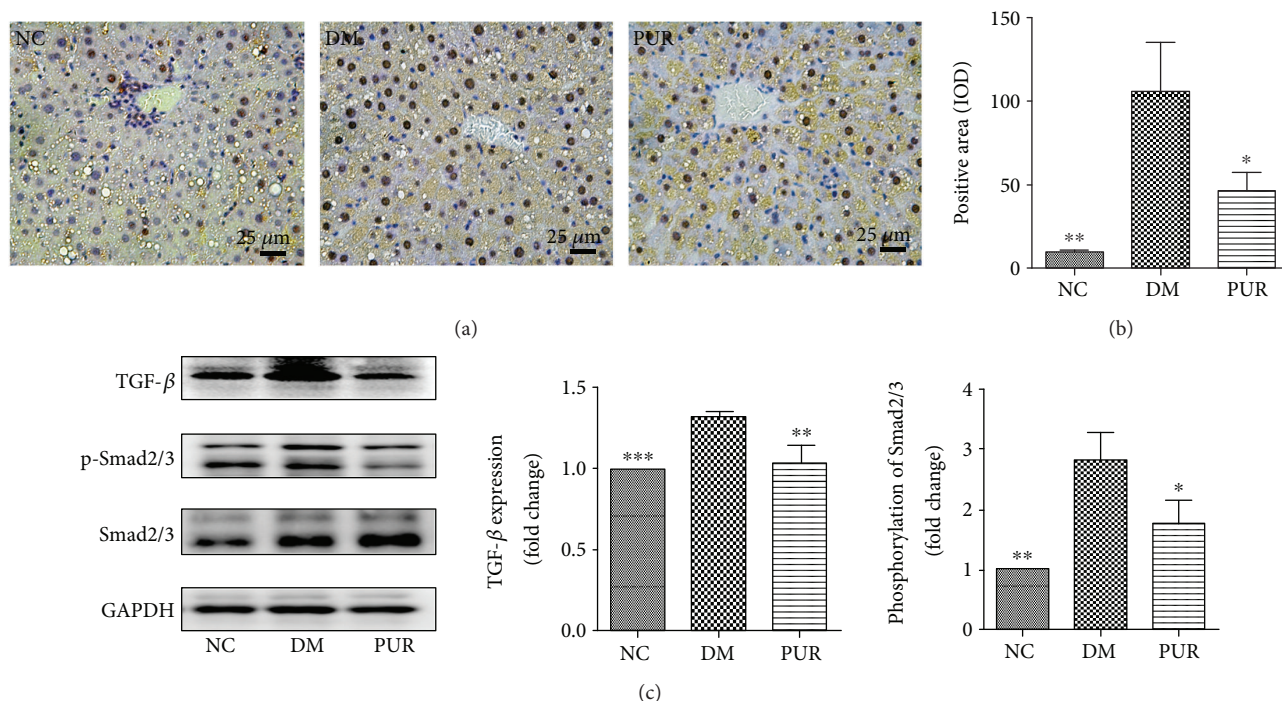 NC
DM
PUR
25 μm
25 μm
25 μm
(a)
Positive area (IOD)
150
100
50
0
**
*
NC
DM
PUR
(b)
TGF-β
p-Smad2/3
Smad2/3
GAPDH
NC
DM
PUR
TGF-β expression
(fold change)
1.5
1.0
0.5
0.0
***
**
NC
DM
PUR
Phosphorylation of Smad2/3
(fold change)
4
3
2
1
0
**
*
NC
DM
PUR
(c)